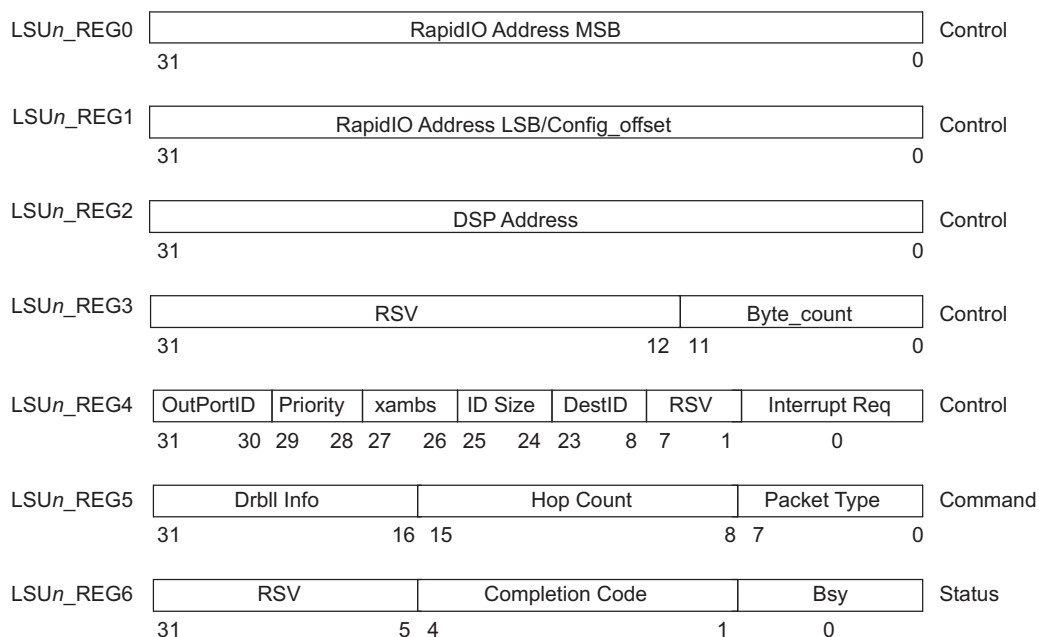 LSUn_REG0 RapidIO Address MSB Control
31 0
LSUn_REG1 RapidIO Address LSB/Config_offset Control
31 0
LSUn_REG2 DSP Address Control
31 0
LSUn_REG3 RSV Byte_count Control
31 12 11 0
LSUn_REG4 OutPortID Priority xambs ID Size DestID RSV Interrupt Req Control
31 30 29 28 27 26 25 24 23 8 7 1 0
LSUn_REG5 Drbll Info Hop Count Packet Type Command
31 16 15 8 7 0
LSUn_REG6 RSV Completion Code Bsy Status
31 5 4 1 0